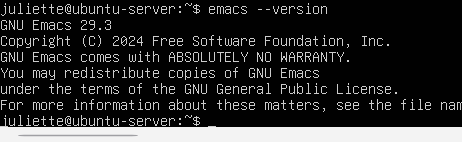 juliette@ubuntu-server:~$ emacs --version
GNU Emacs 29.3
Copyright (C) 2024 Free Software Foundation, Inc.
GNU Emacs comes with ABSOLUTELY NO WARRANTY.
You may redistribute copies of GNU Emacs
under the terms of the GNU General Public License.
For more information about these matters, see the file
juliette@ubuntu-server:~$ _